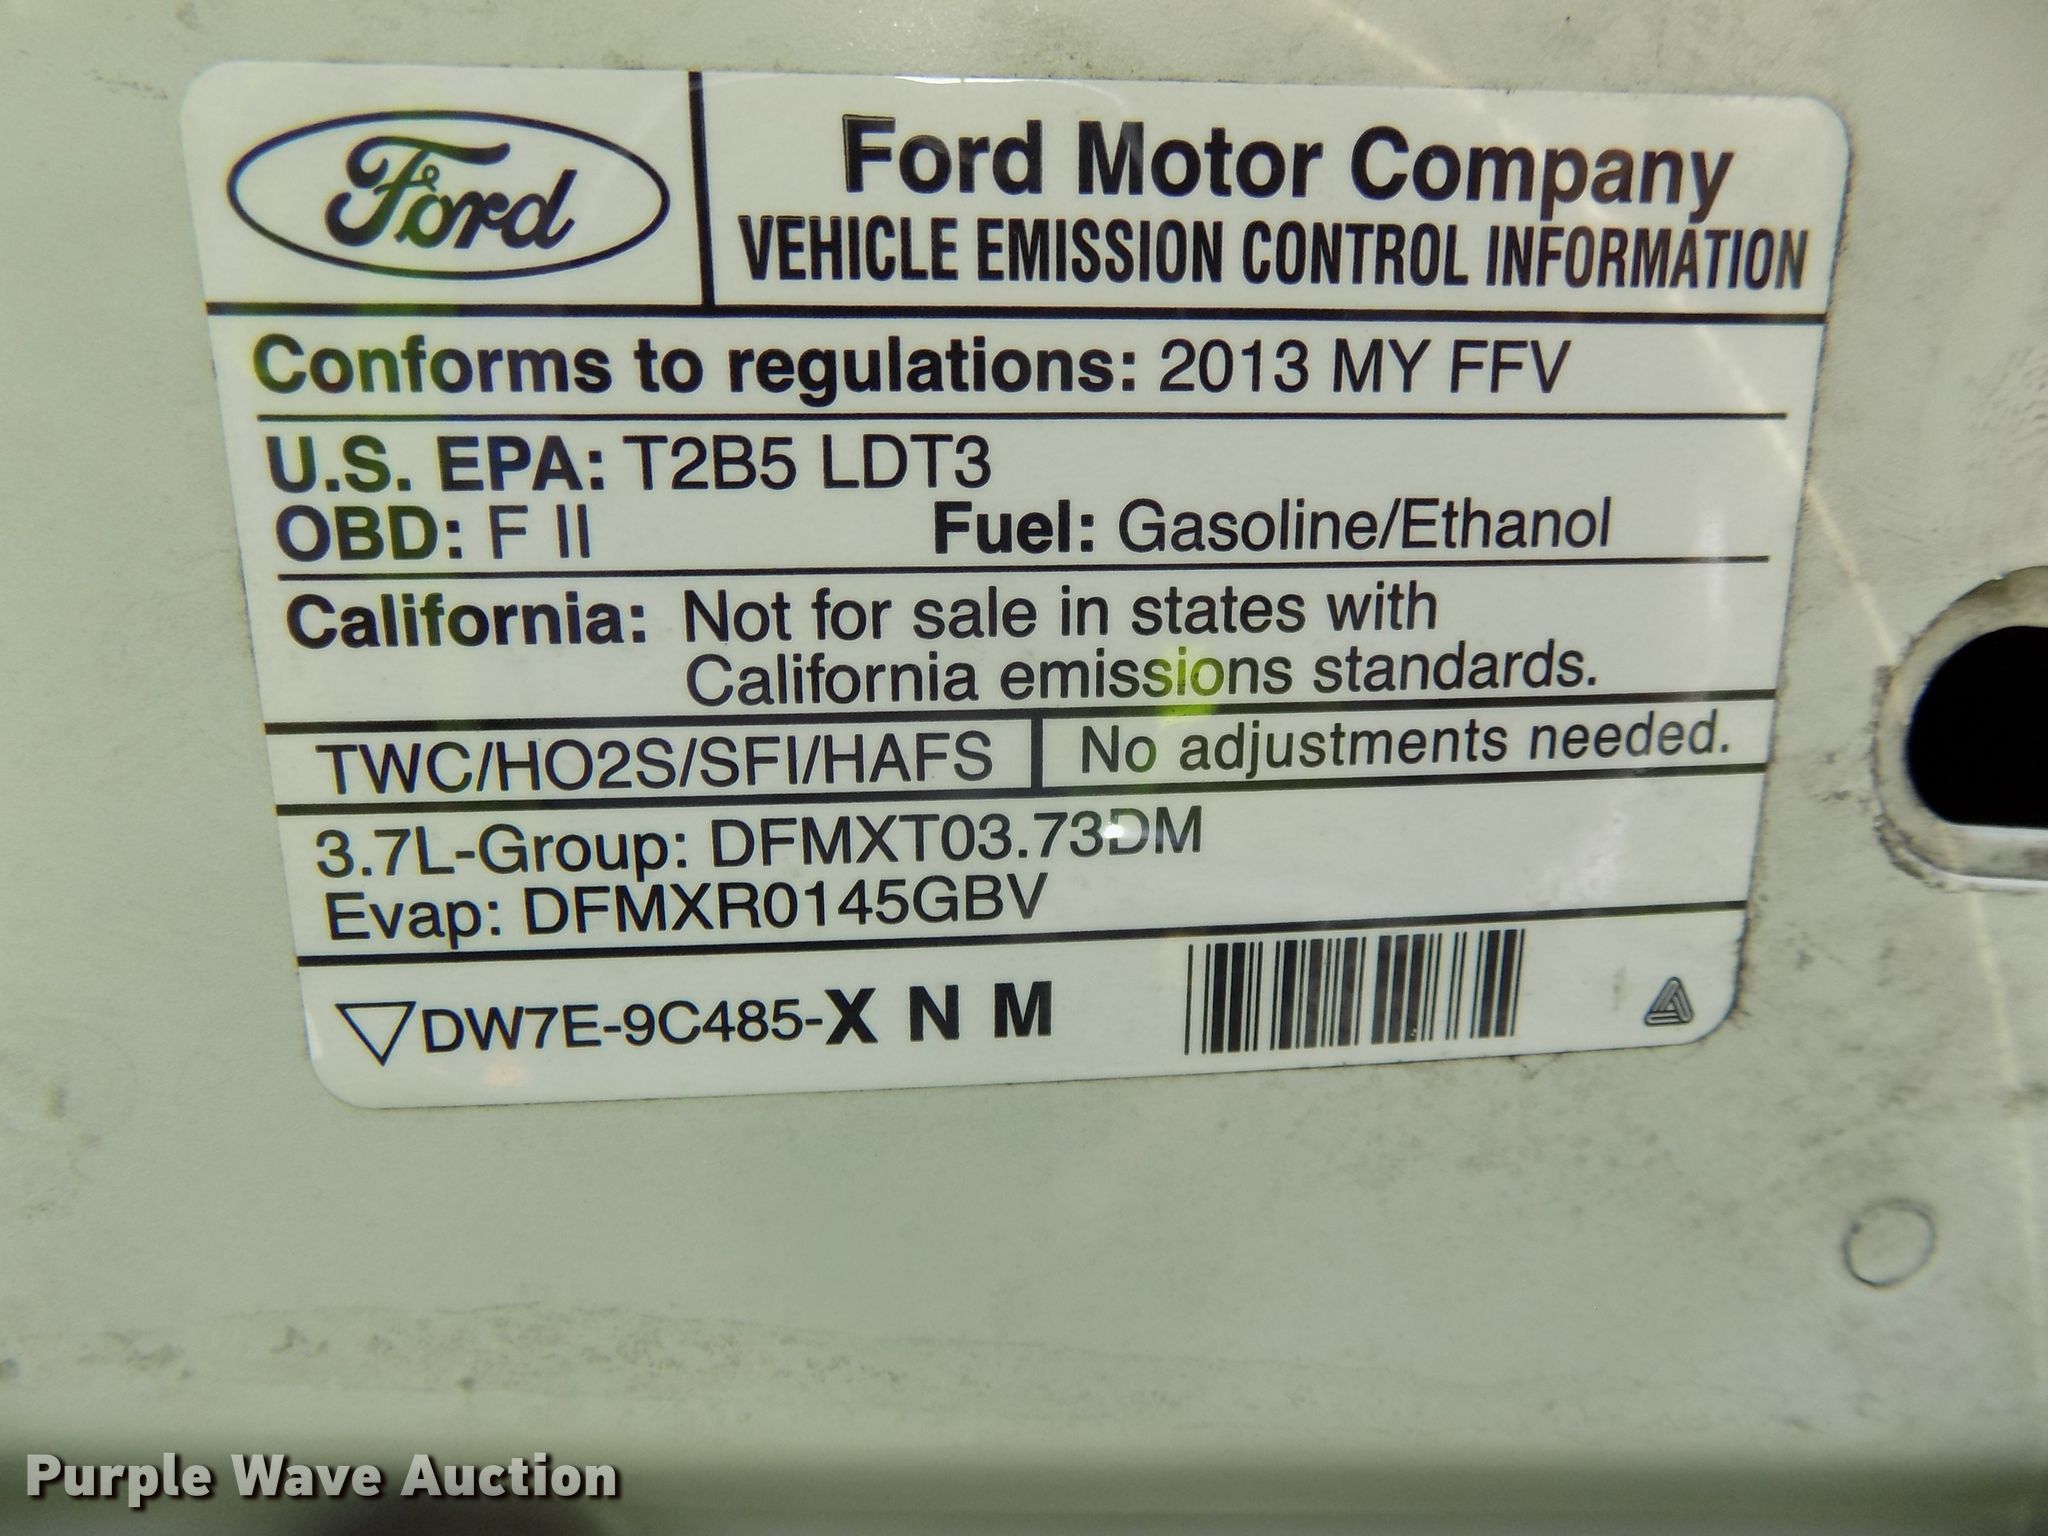 Ford
Ford Motor Company
VEHICLE EMISSION CONTROL INFORMATION
Conforms to regulations: 2013 MY FFV
U.S. EPA: T2B5 LDT3
OBD: F II Fuel: Gasoline/Ethanol
California: Not for sale in states with
California emissions standards.
TWC/HO2S/SFI/HAFS No adjustments needed.
3.7L-Group: DFMXT03.73DM
Evap: DFMXR0145GBV
DW7E-9C485-X N M
Purple Wave Auction